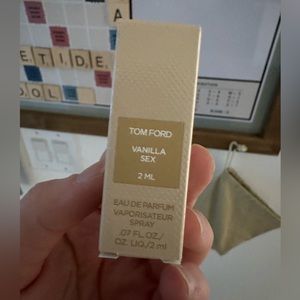 TOM FORD
VANILLA
SEX
2 ML
EAU DE PARFUM
VAPORISATEUR
SPRAY
.07 FL. OZ./
OZ. LIQ./2 ml